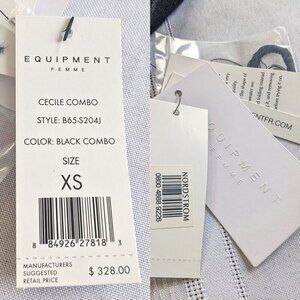 EQUIPMENT
FEMME
CECILE COMBO
STYLE: B65-S204J
COLOR: BLACK COMBO
SIZE
XS
8 84926 27818 3
MANUFACTURERS
SUGGESTED
RETAIL PRICE
$ 328.00
NORDSTROM
EQUIPMENT